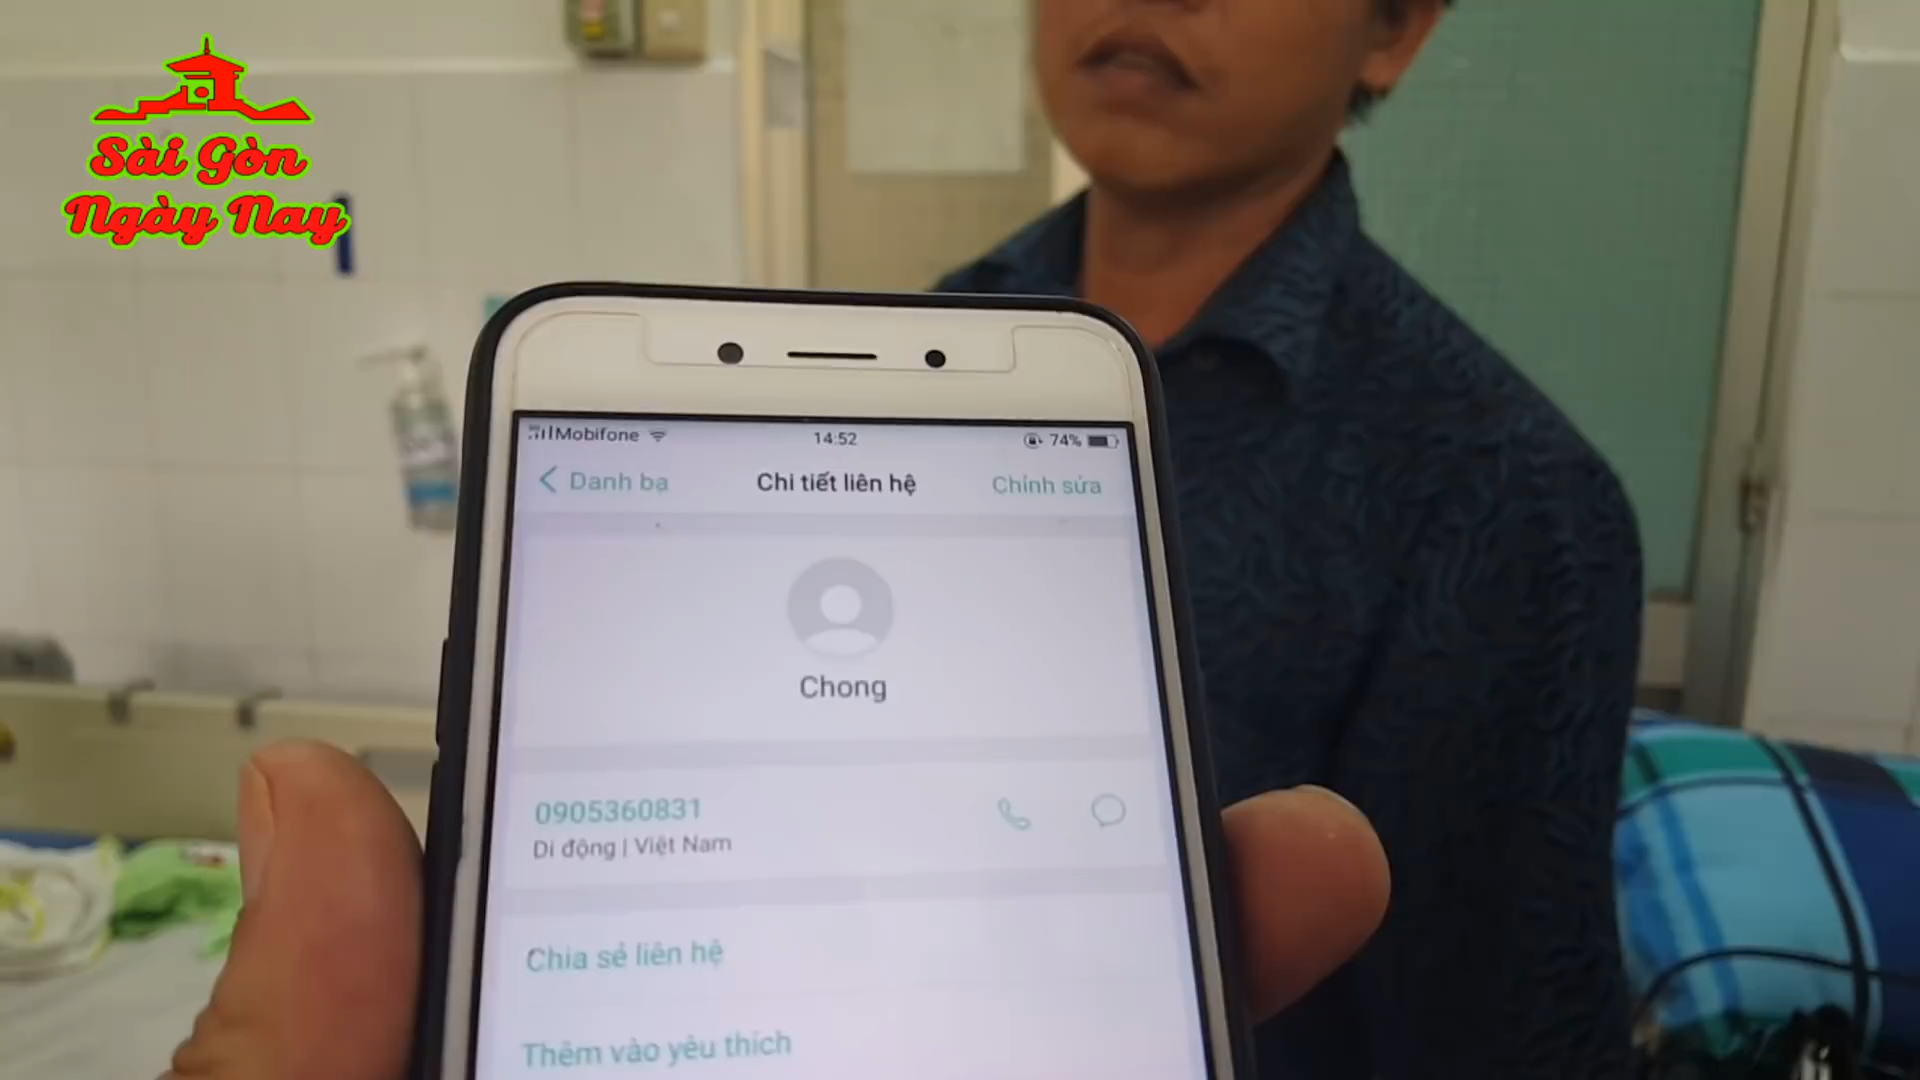 Sài Gòn
Ngày Nay
Mobifone
14:52
74%
Danh bạ
Chi tiết liên hệ
Chỉnh sửa
Chong
0905360831
Di động | Việt Nam
Chia sẻ liên hệ
Thêm vào yêu thích